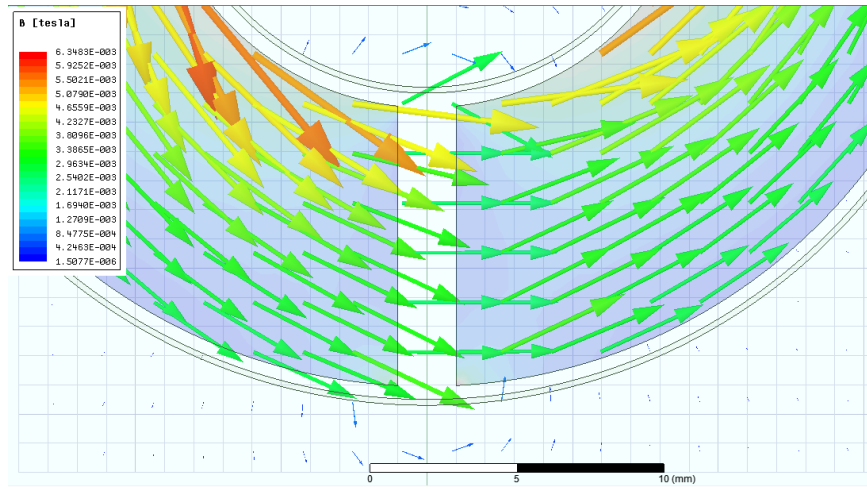 B [tesla]
6.3483E-003
5.9252E-003
5.5021E-003
5.0790E-003
4.6559E-003
4.2327E-003
3.8096E-003
3.3865E-003
2.9634E-003
2.5402E-003
2.1171E-003
1.6940E-003
1.2709E-003
8.4775E-004
4.2463E-004
1.5077E-006
0 5 10 (mm)